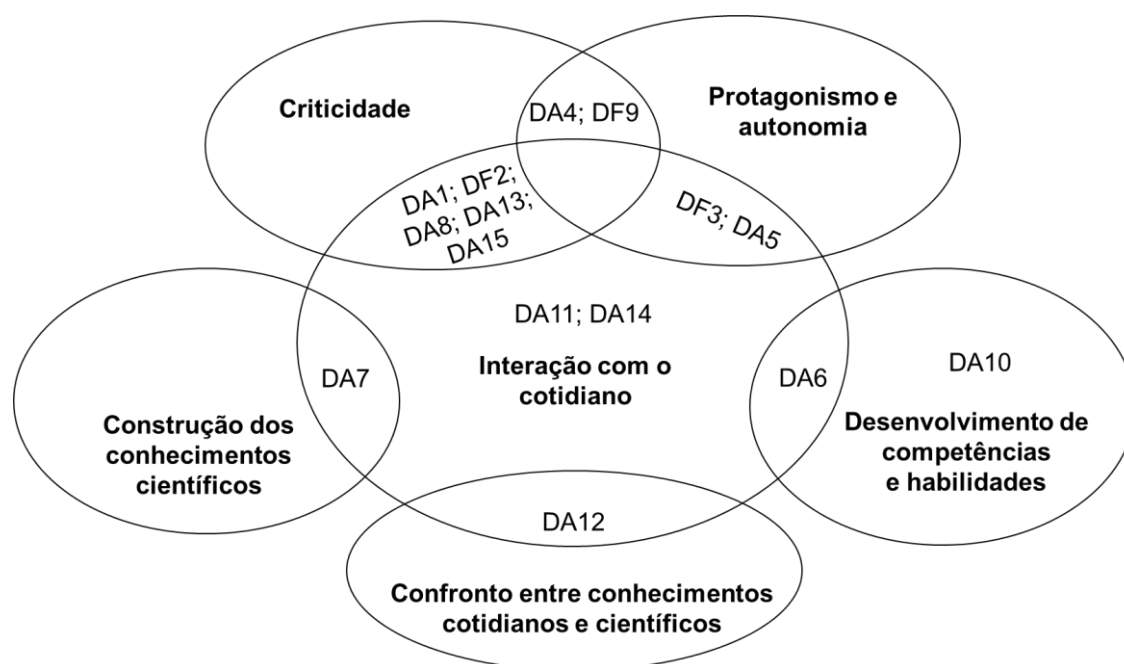 Criticidade
DA4; DF9
Protagonismo e
autonomia
DA1; DF2;
DA8; DA13;
DA15
DF3; DA5
DA11; DA14
Interação com o
cotidiano
DA7
Construção dos
conhecimentos
científicos
DA6
DA10
Desenvolvimento de
competências
e habilidades
DA12
Confronto entre conhecimentos
cotidianos e científicos